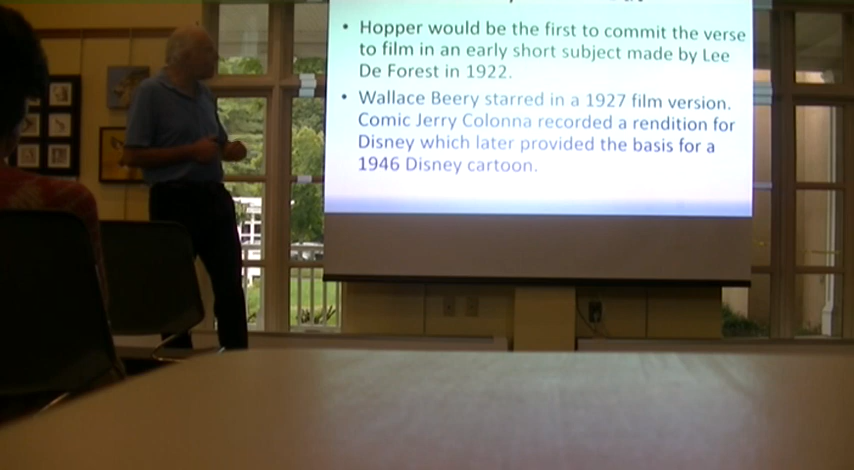 • Hopper would be the first to commit the verse
to film in an early short subject made by Lee
De Forest in 1922.
• Wallace Beery starred in a 1927 film version.
Comic Jerry Colonna recorded a rendition for
Disney which later provided the basis for a
1946 Disney cartoon.